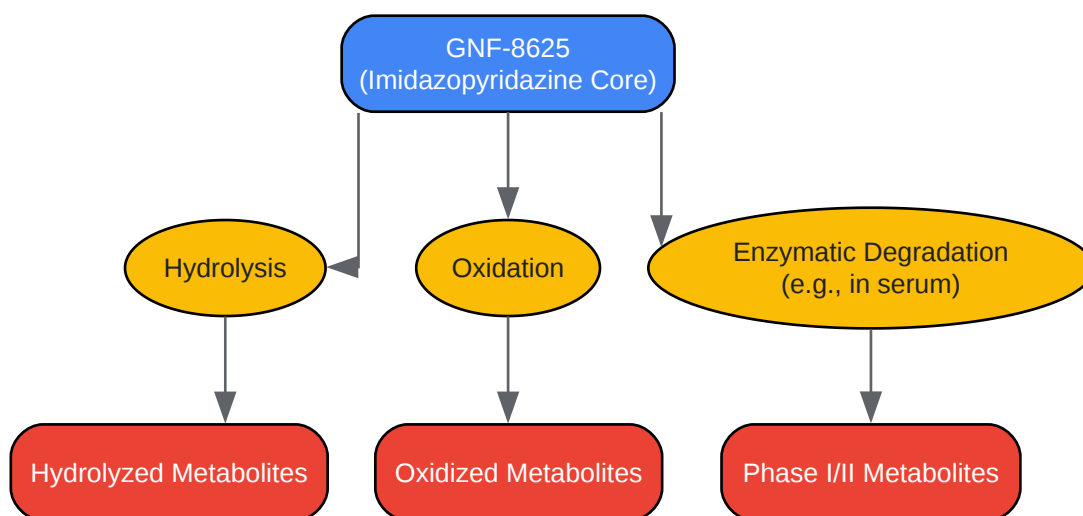 GNF-8625
(Imidazopyridazine Core)
Hydrolysis
Oxidation
Enzymatic Degradation
(e.g., in serum)
Hydrolyzed Metabolites
Oxidized Metabolites
Phase I/II Metabolites